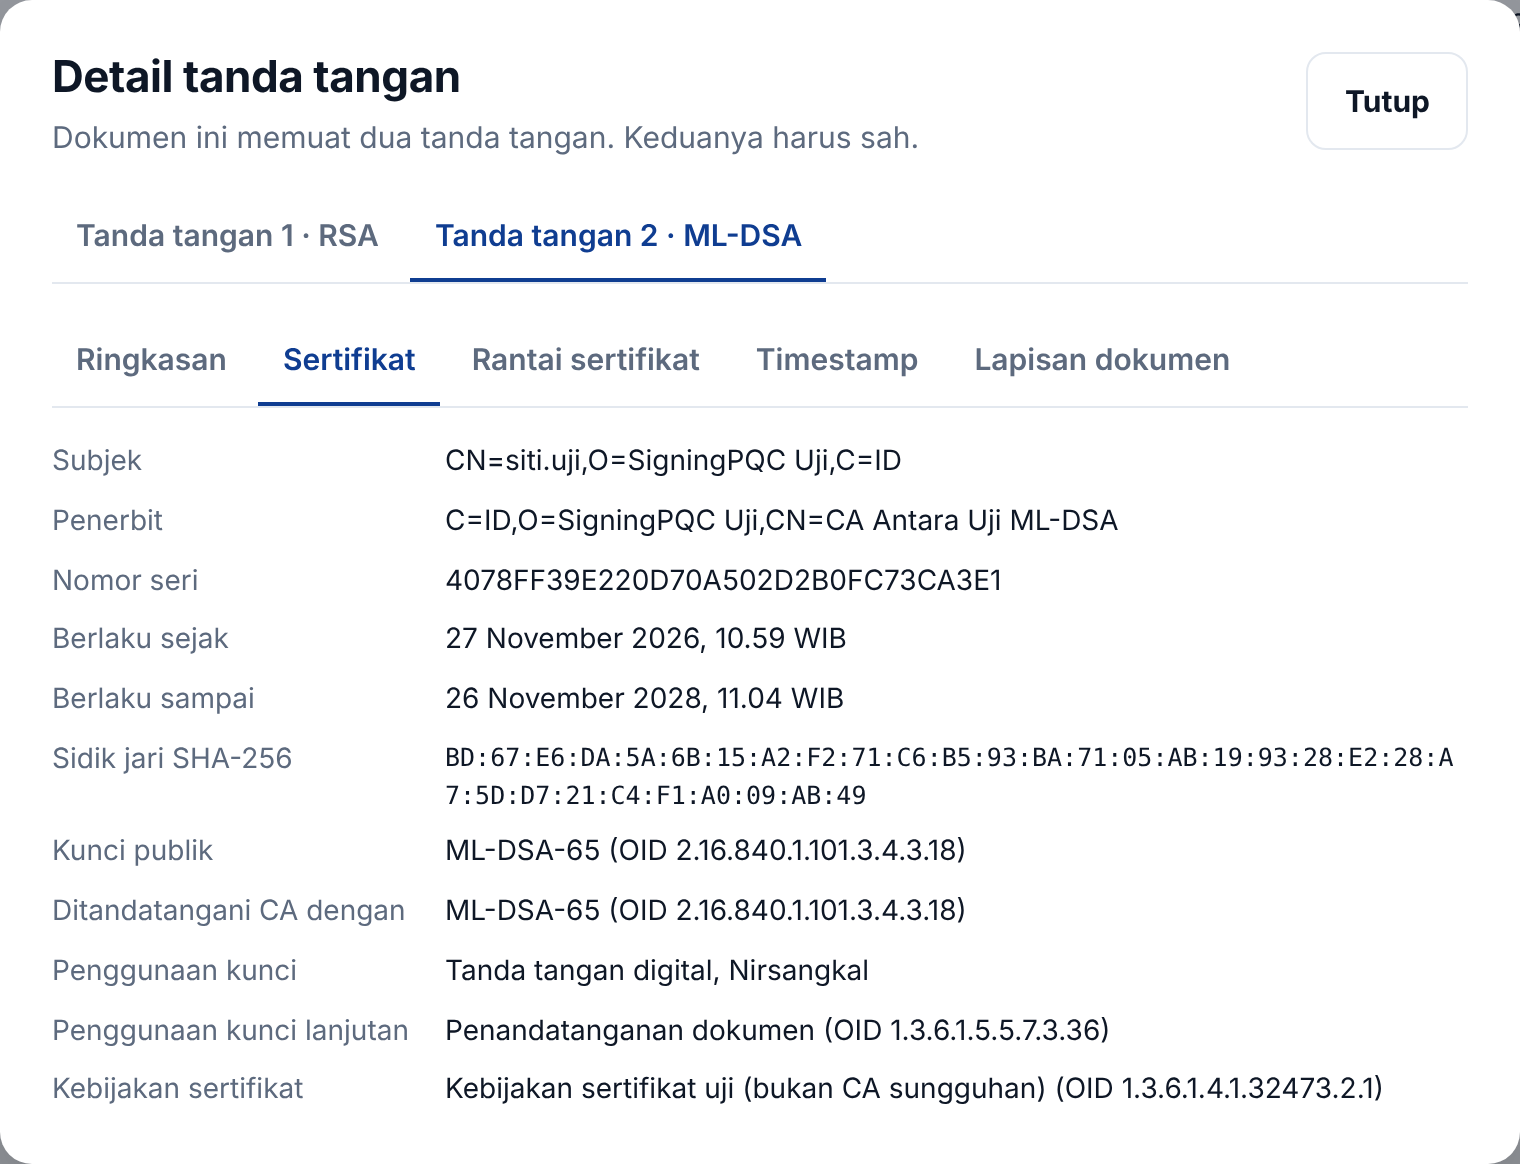 Detail tanda tangan
Tutup
Dokumen ini memuat dua tanda tangan. Keduanya harus sah.
Tanda tangan 1 · RSA
Tanda tangan 2 · ML-DSA
Ringkasan
Sertifikat
Rantai sertifikat
Timestamp
Lapisan dokumen
Subjek CN=siti.uji,O=SigningPQC Uji,C=ID
Penerbit C=ID,O=SigningPQC Uji,CN=CA Antara Uji ML-DSA
Nomor seri 4078FF39E220D70A502D2B0FC73CA3E1
Berlaku sejak 27 November 2026, 10.59 WIB
Berlaku sampai 26 November 2028, 11.04 WIB
Sidik jari SHA-256 BD:67:E6:DA:5A:6B:15:A2:F2:71:C6:B5:93:BA:71:05:AB:19:93:28:E2:28:A
7:5D:D7:21:C4:F1:A0:09:AB:49
Kunci publik ML-DSA-65 (OID 2.16.840.1.101.3.4.3.18)
Ditandatangani CA dengan ML-DSA-65 (OID 2.16.840.1.101.3.4.3.18)
Penggunaan kunci Tanda tangan digital, Nirsangkal
Penggunaan kunci lanjutan Penandatanganan dokumen (OID 1.3.6.1.5.5.7.3.36)
Kebijakan sertifikat Kebijakan sertifikat uji (bukan CA sungguhan) (OID 1.3.6.1.4.1.32473.2.1)